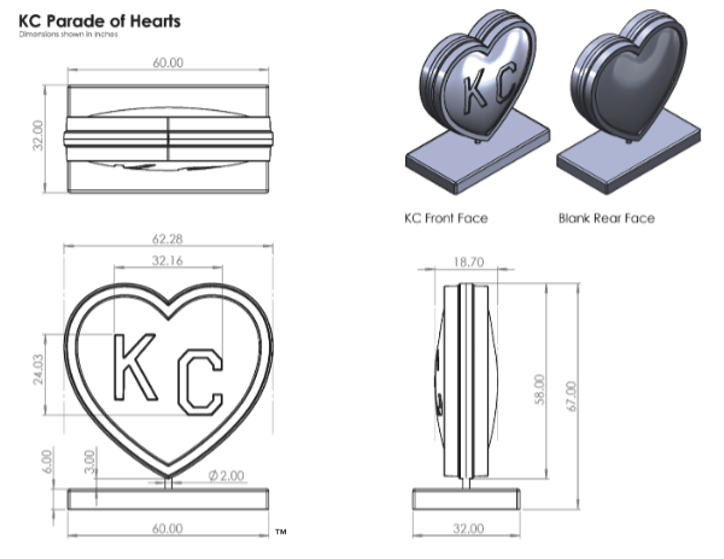 KC Parade of Hearts
Dimensions shown in Inches
60.00
32.00
KC
KC Front Face
Blank Rear Face
62.28
32.16
24.03
KC
6.00
3.00
Ø2.00
60.00
™
18.70
58.00
67.00
32.00